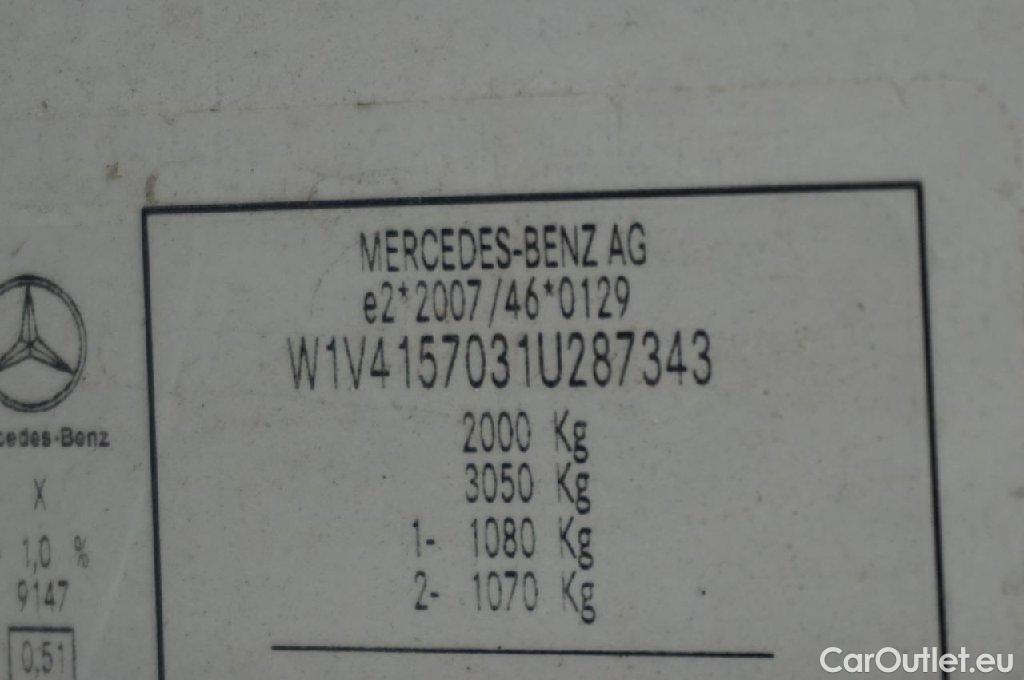 MERCEDES-BENZ AG
e2*2007/46*0129
W1V4157031U287343
2000 Kg
3050 Kg
1- 1080 Kg
2- 1070 Kg
cedes-Benz
X
1,0 %
9147
0,51
CarOutlet.eu